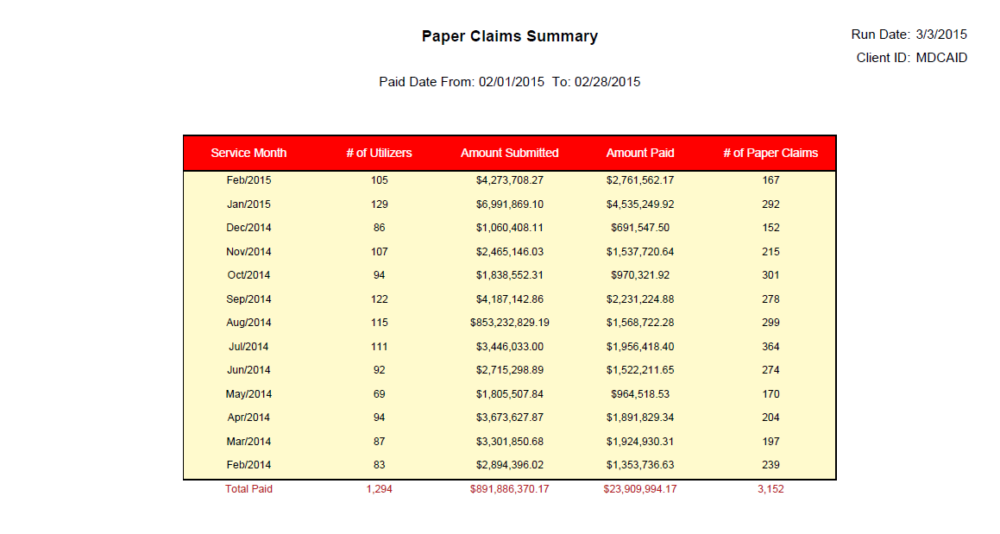 Paper Claims Summary
Run Date: 3/3/2015
Client ID: MDCAID
Paid Date From: 02/01/2015 To: 02/28/2015
Service Month # of Utilizers Amount Submitted Amount Paid # of Paper Claims
Feb/2015 105 $4,273,708.27 $2,761,562.17 167
Jan/2015 129 $6,991,869.10 $4,535,249.92 292
Dec/2014 86 $1,060,408.11 $691,547.50 152
Nov/2014 107 $2,465,146.03 $1,537,720.64 215
Oct/2014 94 $1,838,552.31 $970,321.92 301
Sep/2014 122 $4,187,142.86 $2,231,224.88 278
Aug/2014 115 $853,232,829.19 $1,568,722.28 299
Jul/2014 111 $3,446,033.00 $1,956,418.40 364
Jun/2014 92 $2,715,298.89 $1,522,211.65 274
May/2014 69 $1,805,507.84 $964,518.53 170
Apr/2014 94 $3,673,627.87 $1,891,829.34 204
Mar/2014 87 $3,301,850.68 $1,924,930.31 197
Feb/2014 83 $2,894,396.02 $1,353,736.63 239
Total Paid 1,294 $891,886,370.17 $23,909,994.17 3,152